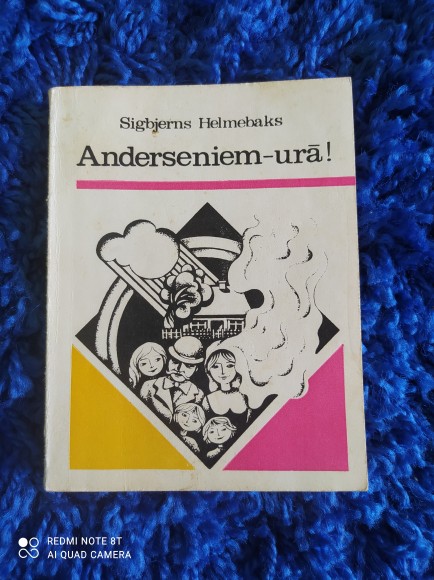 Sigbjerns Helmebaks
Anderseniem-urā!
REDMI NOTE 8T
AI QUAD CAMERA